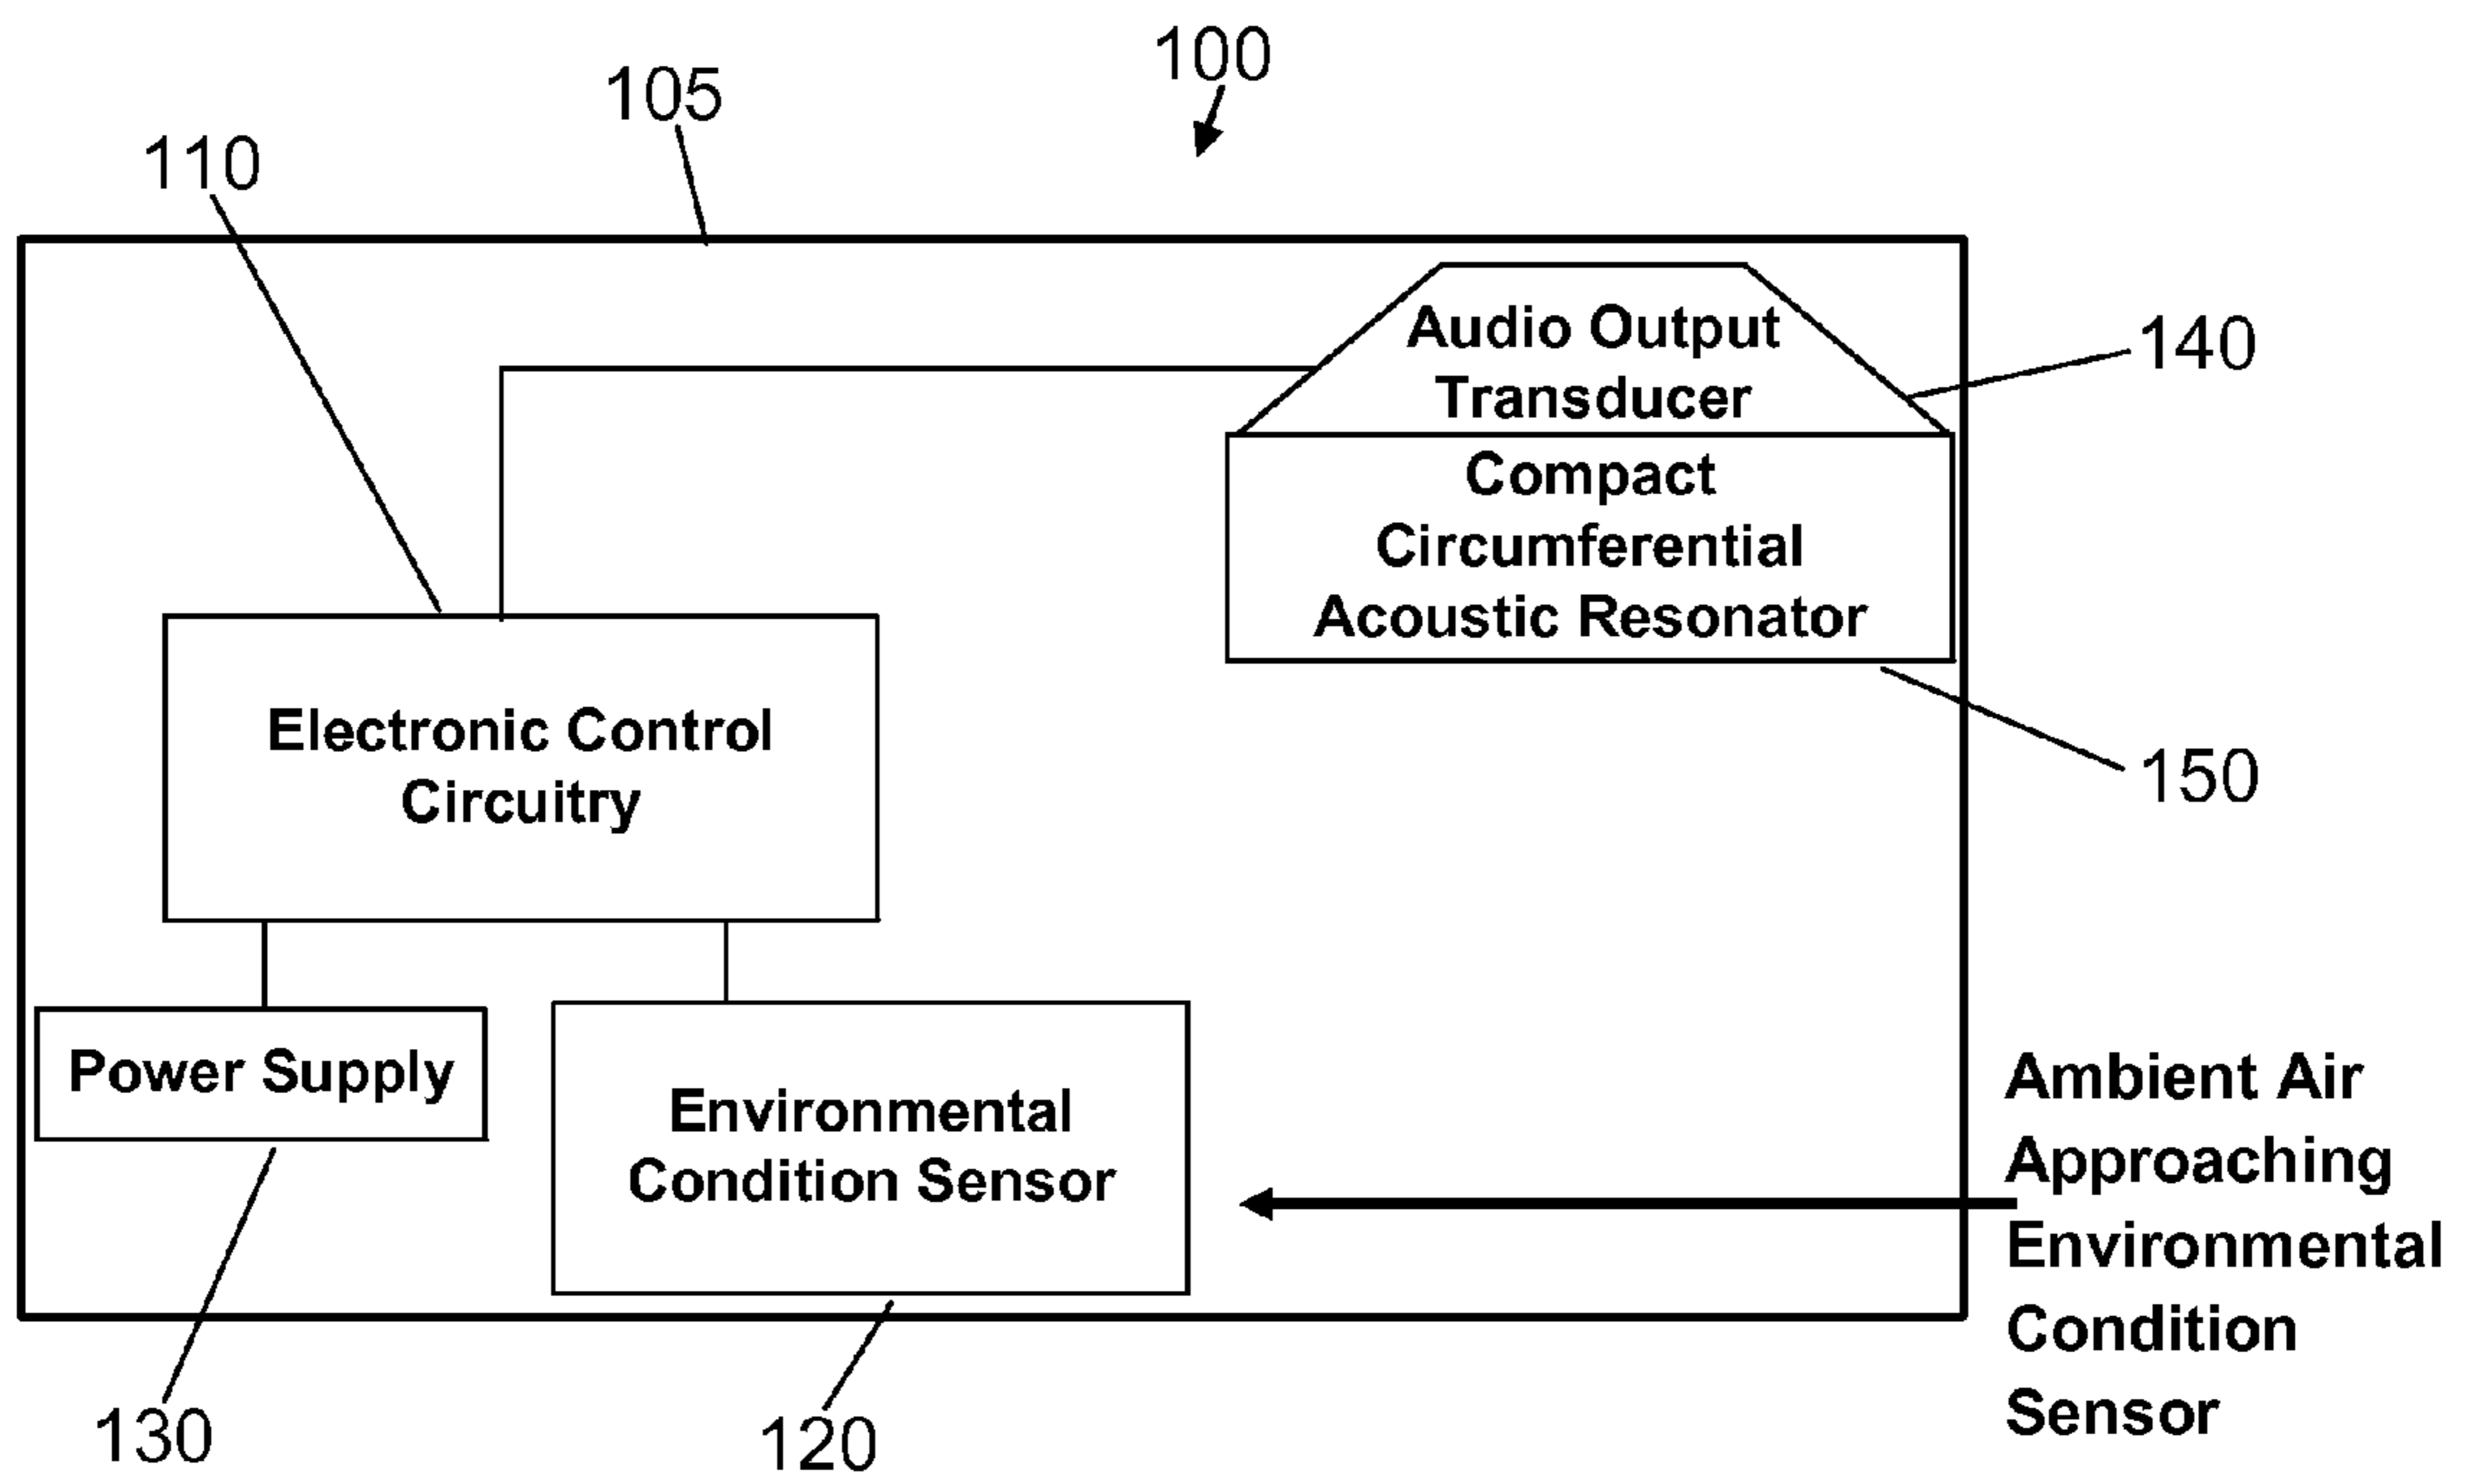 100
105
110
Audio Output
Transducer
140
Compact
Circumferential
Acoustic Resonator
150
Electronic Control
Circuitry
Power Supply
Environmental
Condition Sensor
Ambient Air
Approaching
Environmental
Condition
Sensor
130
120